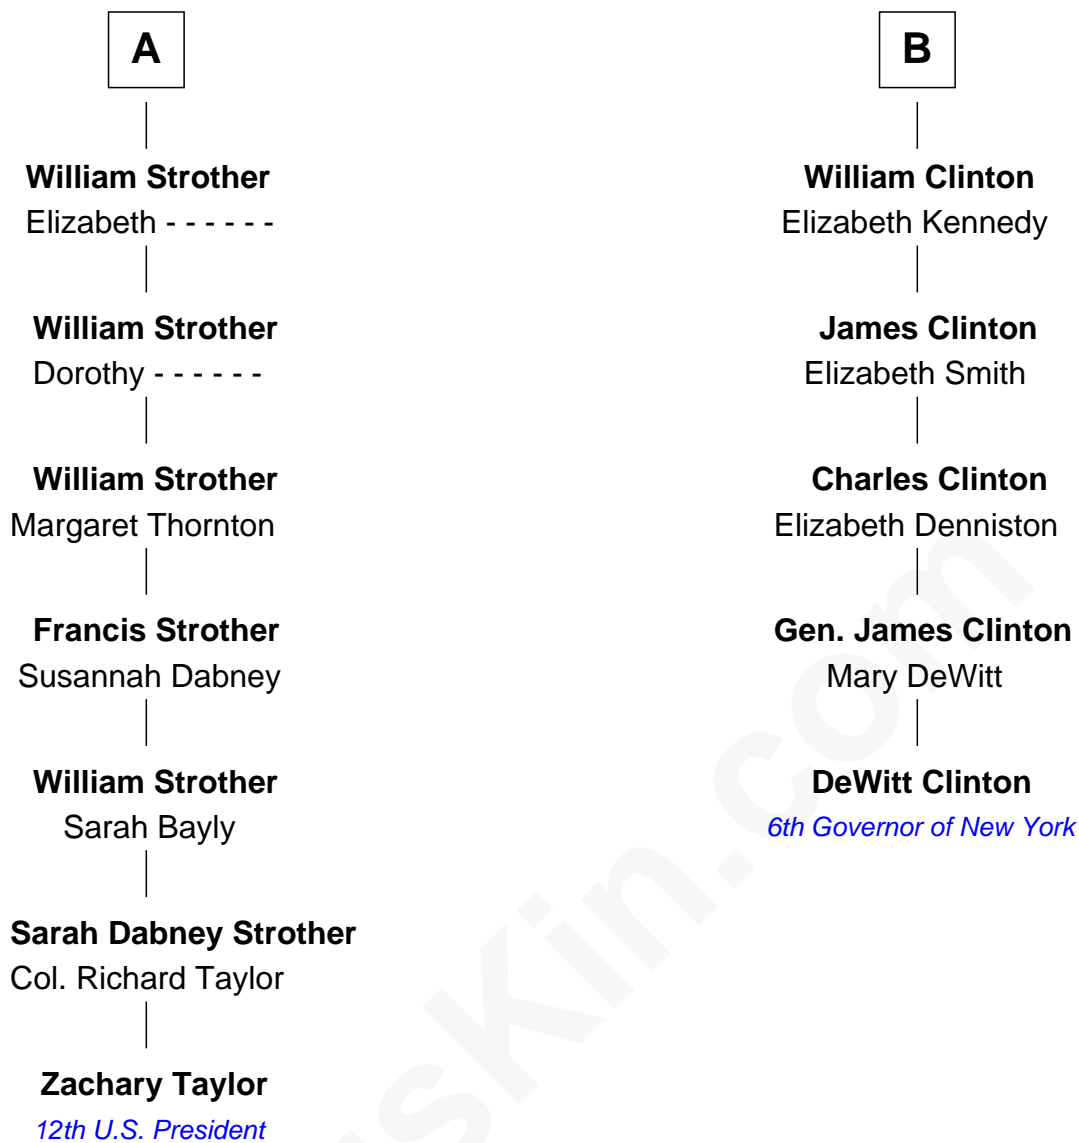 A
William Strother
Elizabeth - - - - - -
William Strother
Dorothy - - - - - -
William Strother
Margaret Thornton
Francis Strother
Susannah Dabney
William Strother
Sarah Bayly
Sarah Dabney Strother
Col. Richard Taylor
Zachary Taylor
12th U.S. President
B
William Clinton
Elizabeth Kennedy
James Clinton
Elizabeth Smith
Charles Clinton
Elizabeth Denniston
Gen. James Clinton
Mary DeWitt
DeWitt Clinton
6th Governor of New York
usKin.com